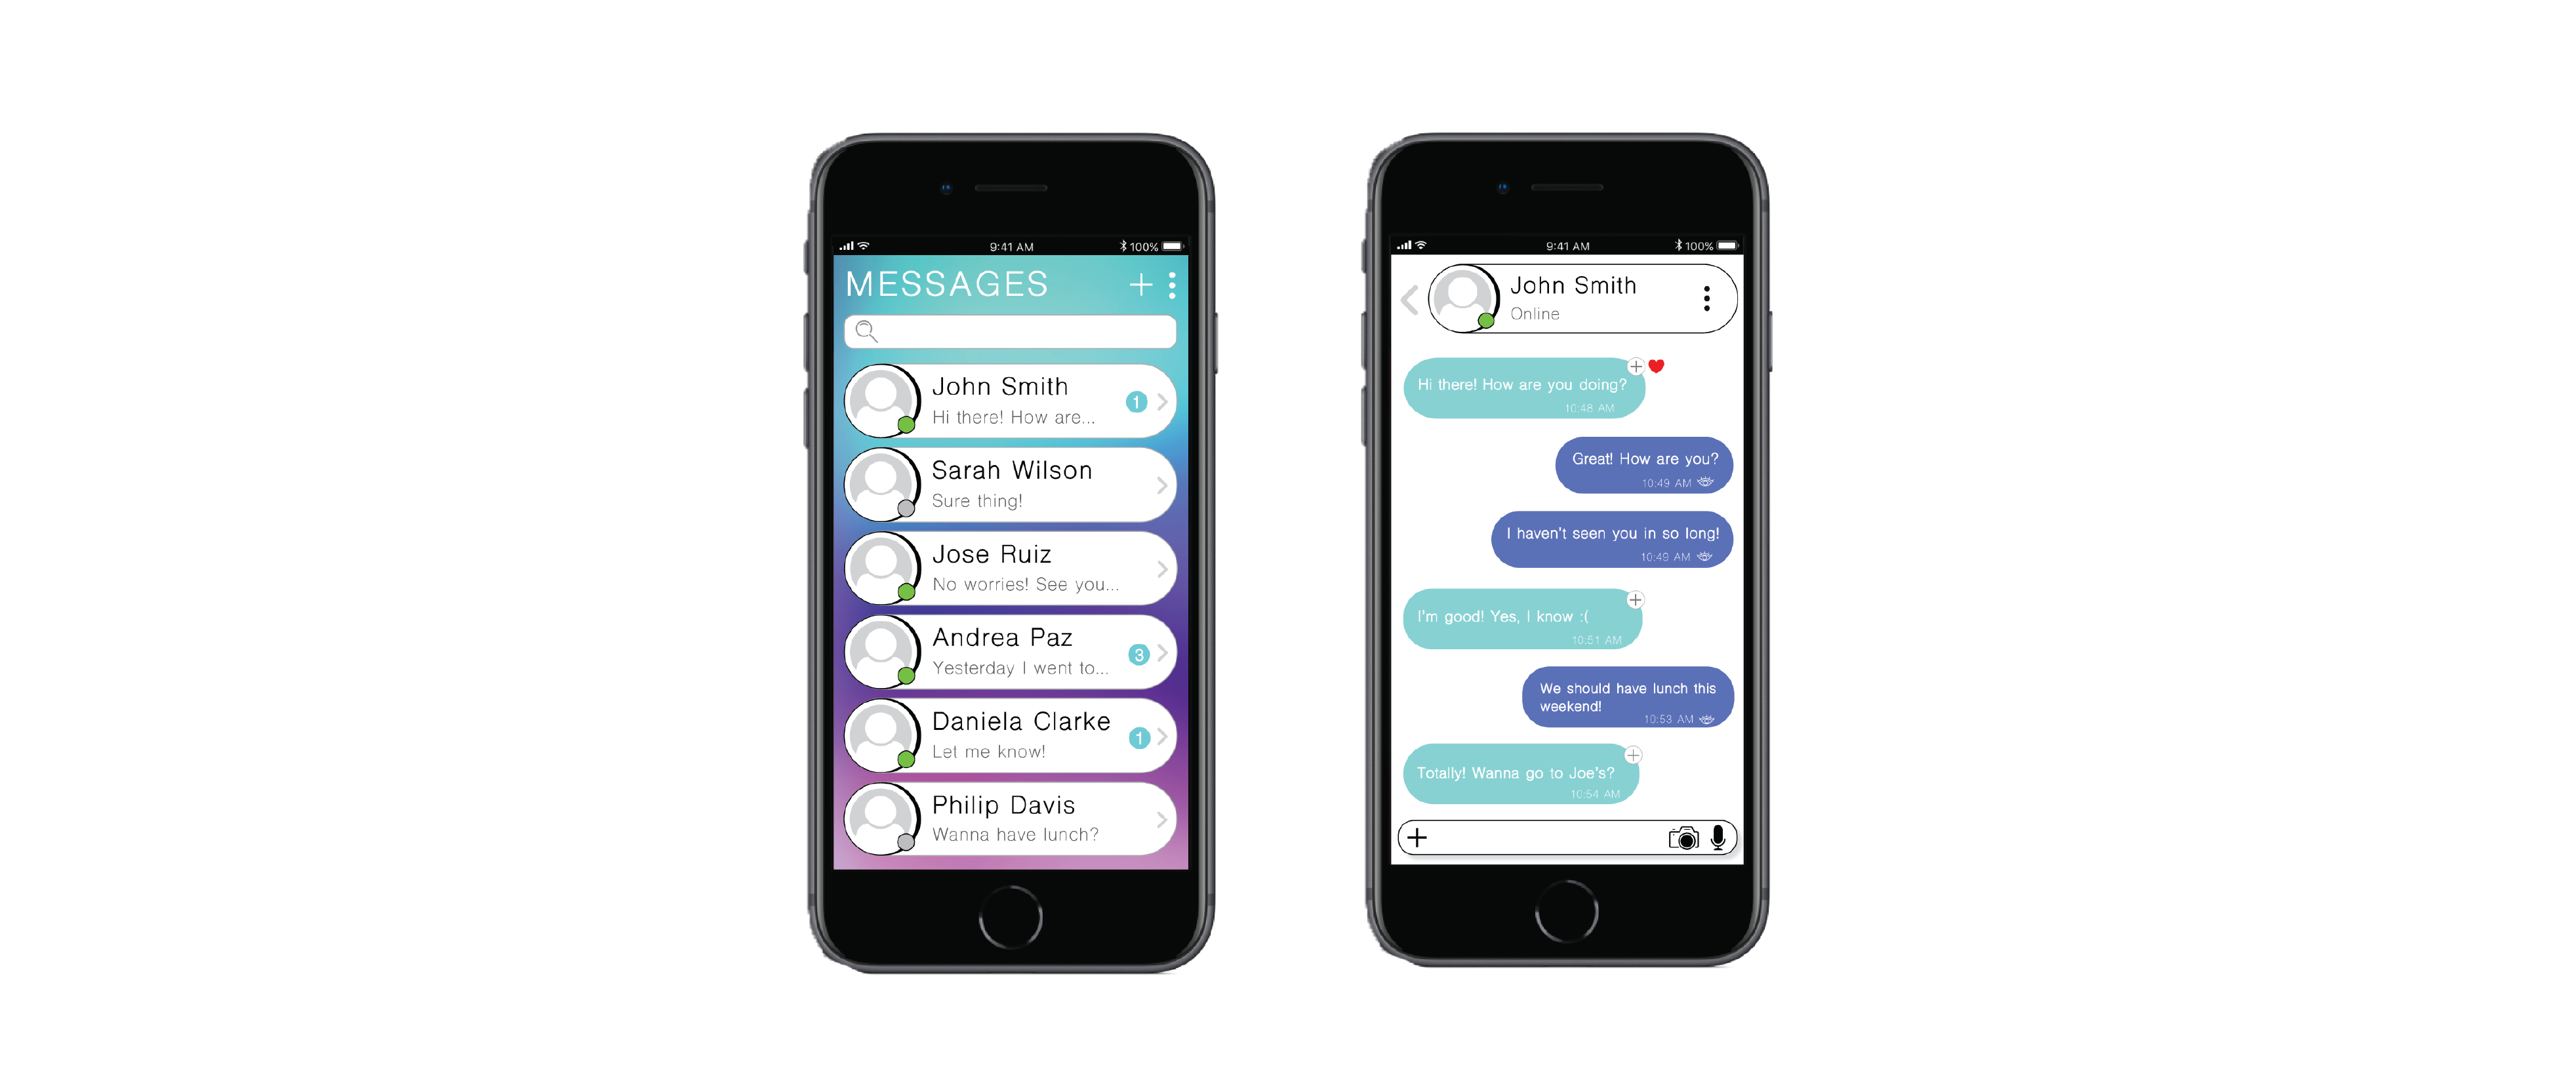 9:41 AM
100%
MESSAGES
John Smith
Hi there! How are...
1
Sarah Wilson
Sure thing!
Jose Ruiz
No worries! See you...
Andrea Paz
Yesterday I went to...
3
Daniela Clarke
Let me know!
1
Philip Davis
Wanna have lunch?
9:41 AM
100%
John Smith
Online
Hi there! How are you doing?
10:48 AM
Great! How are you?
10:49 AM
I haven't seen you in so long!
10:49 AM
I'm good! Yes, I know :(
10:51 AM
We should have lunch this
weekend!
10:53 AM
Totally! Wanna go to Joe's?
10:54 AM